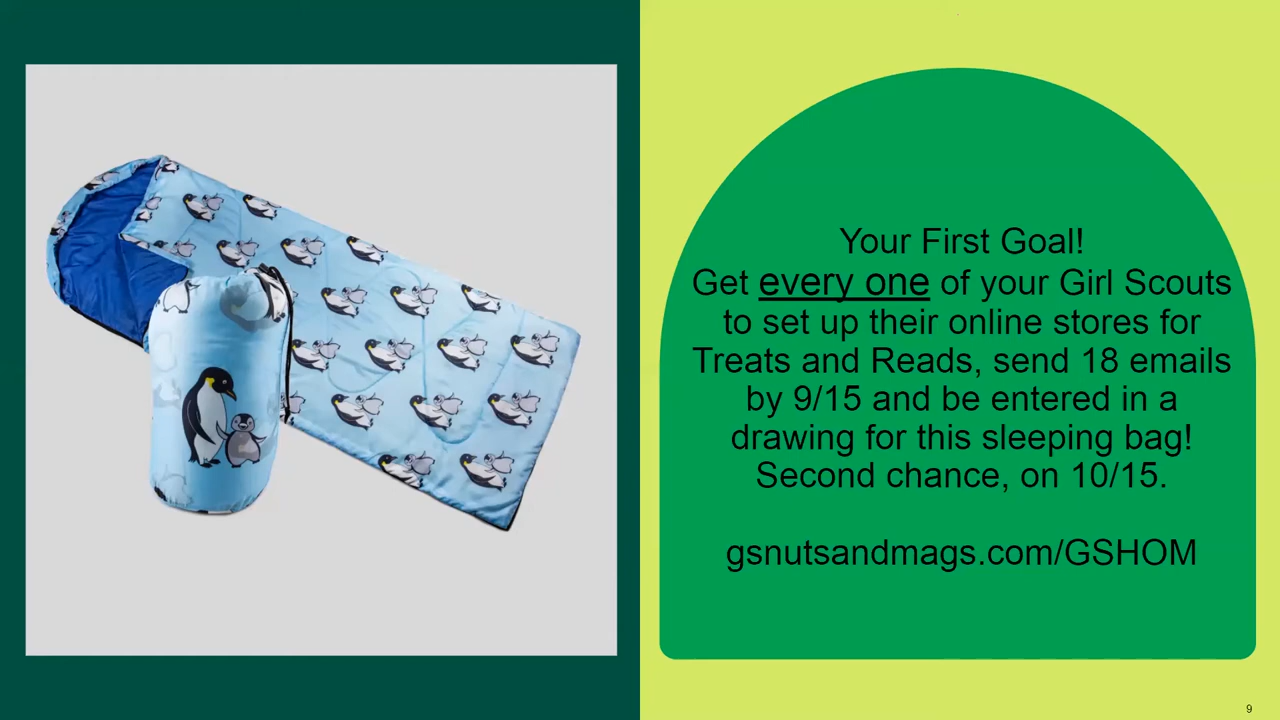 Your First Goal!
Get every one of your Girl Scouts
to set up their online stores for
Treats and Reads, send 18 emails
by 9/15 and be entered in a
drawing for this sleeping bag!
Second chance, on 10/15.
gsnutsandmags.com/GSHOM
9